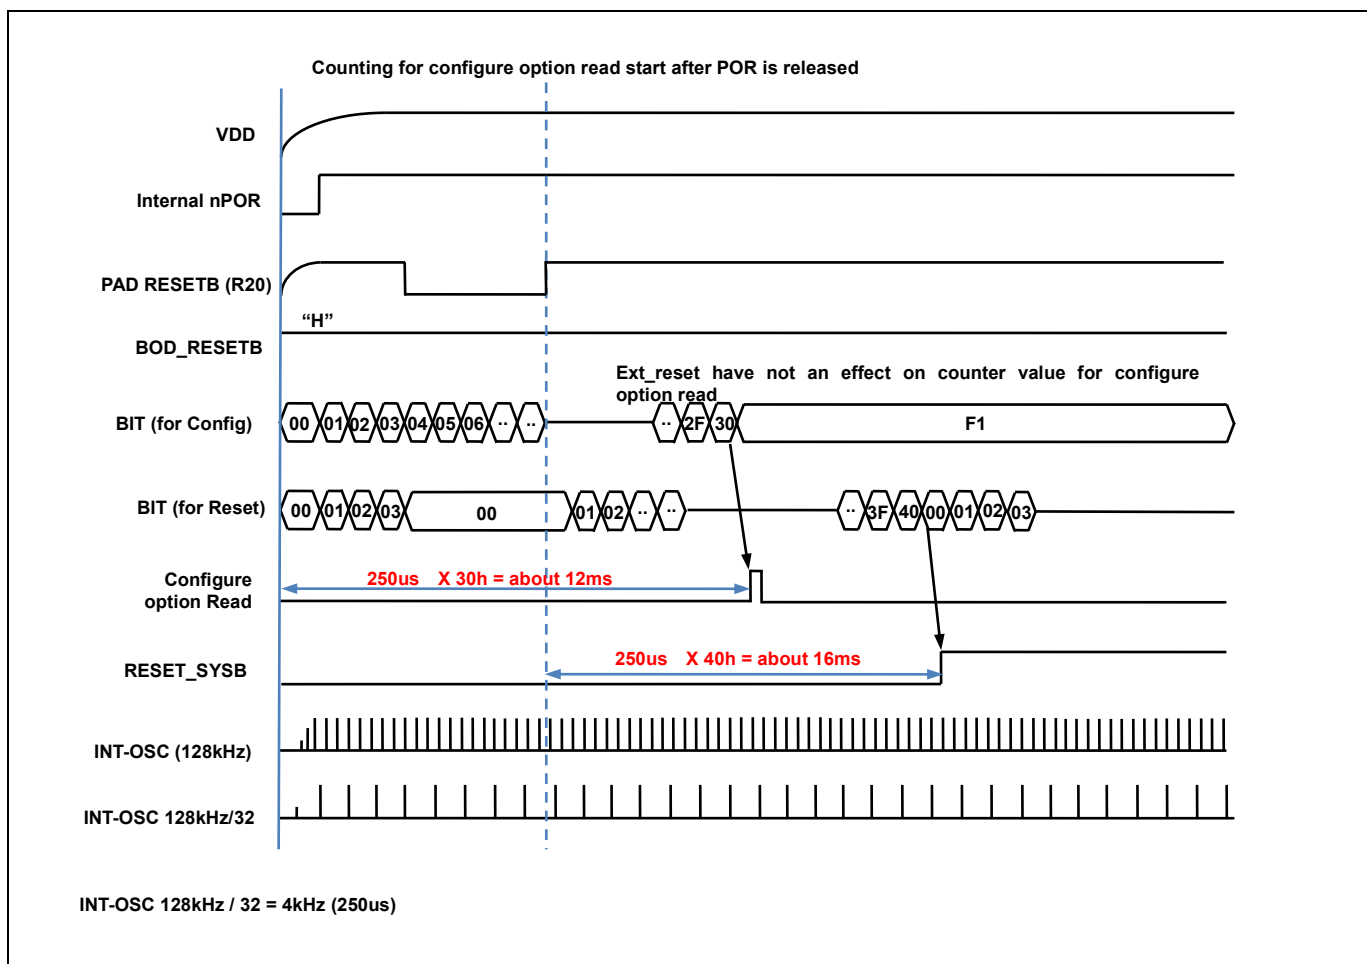 Counting for configure option read start after POR is released
VDD
Internal nPOR
PAD RESETB (R20)
“H”
BOD_RESETB
Ext_reset have not an effect on counter value for configure
option read
BIT (for Config)
00 01 02 03 04 05 06 .. .. .. 2F 30 F1
BIT (for Reset)
00 01 02 03 00 01 02 .. .. .. 3F 40 00 01 02 03
Configure
option Read
250us X 30h = about 12ms
RESET_SYSB
250us X 40h = about 16ms
INT-OSC (128kHz)
INT-OSC 128kHz/32
INT-OSC 128kHz / 32 = 4kHz (250us)